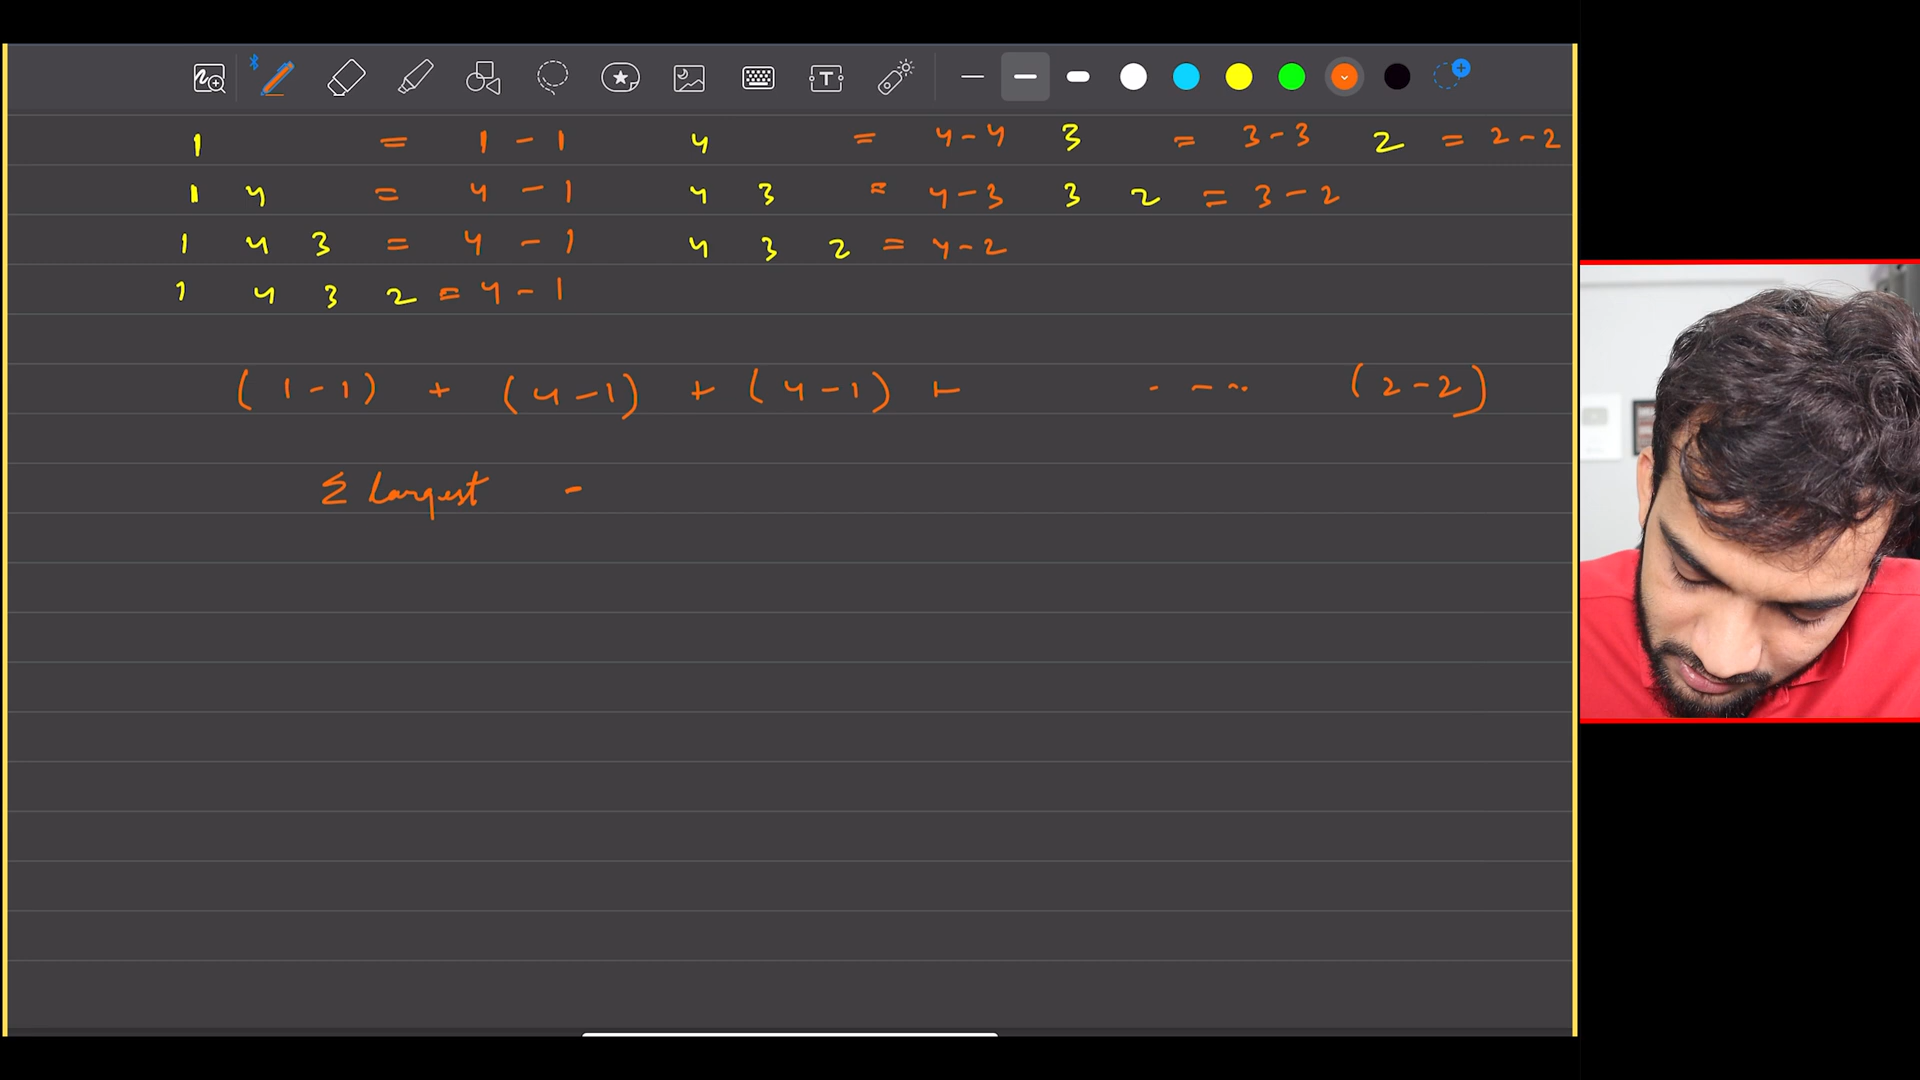 1 = 1 - 1 4 = 4 - 4 3 = 3 - 3 2 = 2 - 2
1 4 = 4 - 1 4 3 = 4 - 3 3 2 = 3 - 2
1 4 3 = 4 - 1 4 3 2 = 4 - 2
1 4 3 2 = 4 - 1
(1 - 1) + (4 - 1) + (4 - 1) + . - - .. (2 - 2)
Σ Largest -